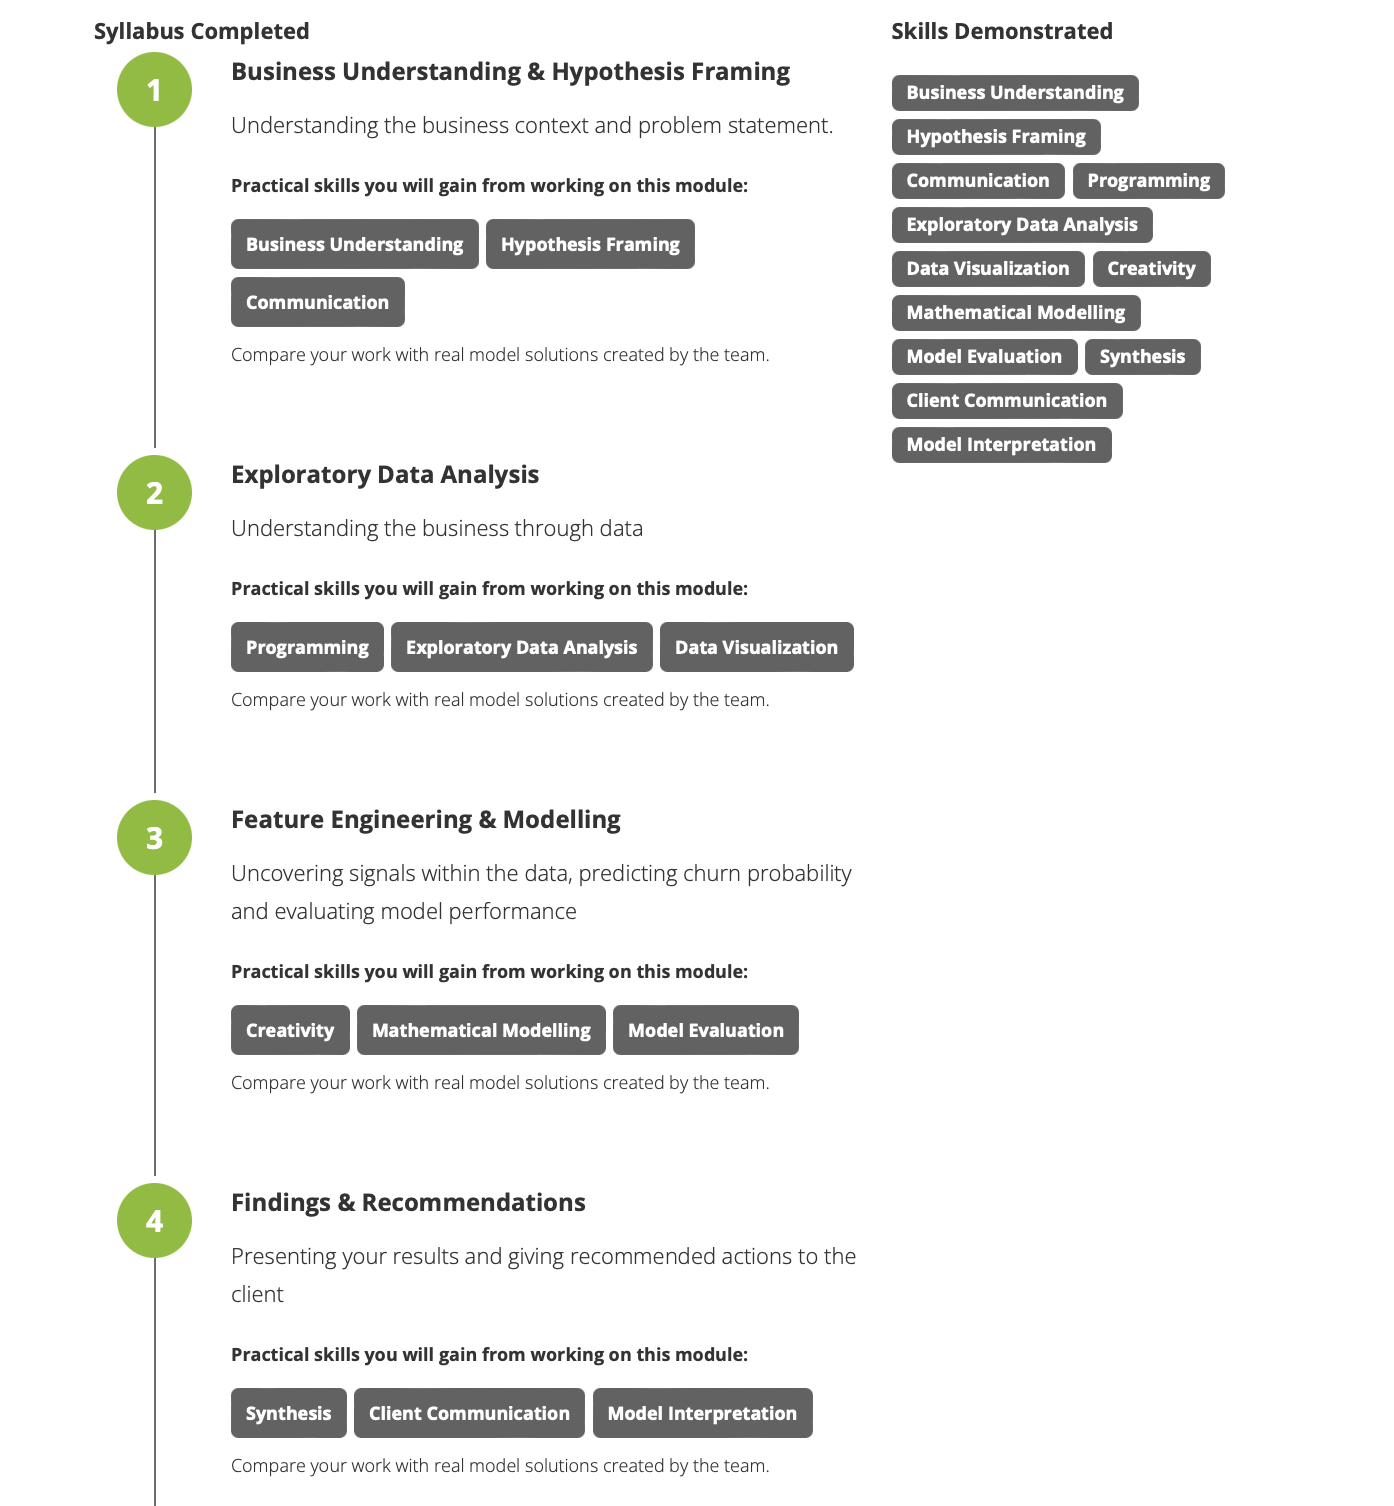 Syllabus Completed
1
Business Understanding & Hypothesis Framing
Understanding the business context and problem statement.
Practical skills you will gain from working on this module:
Business Understanding Hypothesis Framing
Communication
Compare your work with real model solutions created by the team.
2
Exploratory Data Analysis
Understanding the business through data
Practical skills you will gain from working on this module:
Programming Exploratory Data Analysis Data Visualization
Compare your work with real model solutions created by the team.
3
Feature Engineering & Modelling
Uncovering signals within the data, predicting churn probability
and evaluating model performance
Practical skills you will gain from working on this module:
Creativity Mathematical Modelling Model Evaluation
Compare your work with real model solutions created by the team.
4
Findings & Recommendations
Presenting your results and giving recommended actions to the
client
Practical skills you will gain from working on this module:
Synthesis Client Communication Model Interpretation
Compare your work with real model solutions created by the team.
Skills Demonstrated
Business Understanding
Hypothesis Framing
Communication Programming
Exploratory Data Analysis
Data Visualization Creativity
Mathematical Modelling
Model Evaluation Synthesis
Client Communication
Model Interpretation